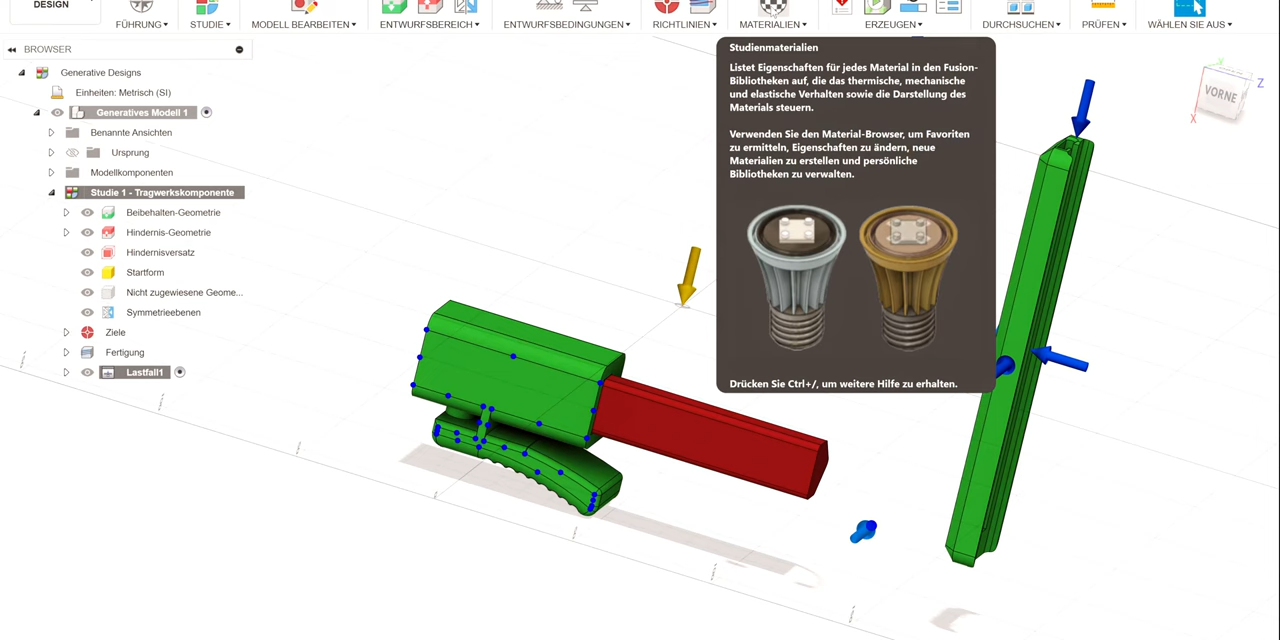 DESIGN
FÜHRUNG
STUDIE
MODELL BEARBEITEN
ENTWURFSBEREICH
ENTWURFSBEDINGUNGEN
RICHTLINIEN
MATERIALIEN
ERZEUGEN
DURCHSUCHEN
PRÜFEN
WÄHLEN SIE AUS
BROWSER
Generative Designs
Einheiten: Metrisch (SI)
Generatives Modell 1
Benannte Ansichten
Ursprung
Modellkomponenten
Studie 1 - Tragwerkskomponente
Beibehalten-Geometrie
Hindernis-Geometrie
Hindernisversatz
Startform
Nicht zugewiesene Geome...
Symmetrieebenen
Ziele
Fertigung
Lastfall1
Studienmaterialien
Listet Eigenschaften für jedes Material in den Fusion-
Bibliotheken auf, die das thermische, mechanische
und elastische Verhalten sowie die Darstellung des
Materials steuern.
Verwenden Sie den Material-Browser, um Favoriten
zu ermitteln, Eigenschaften zu ändern, neue
Materialien zu erstellen und persönliche
Bibliotheken zu verwalten.
Drücken Sie Ctrl+/, um weitere Hilfe zu erhalten.
Y
Z
VORNE
X